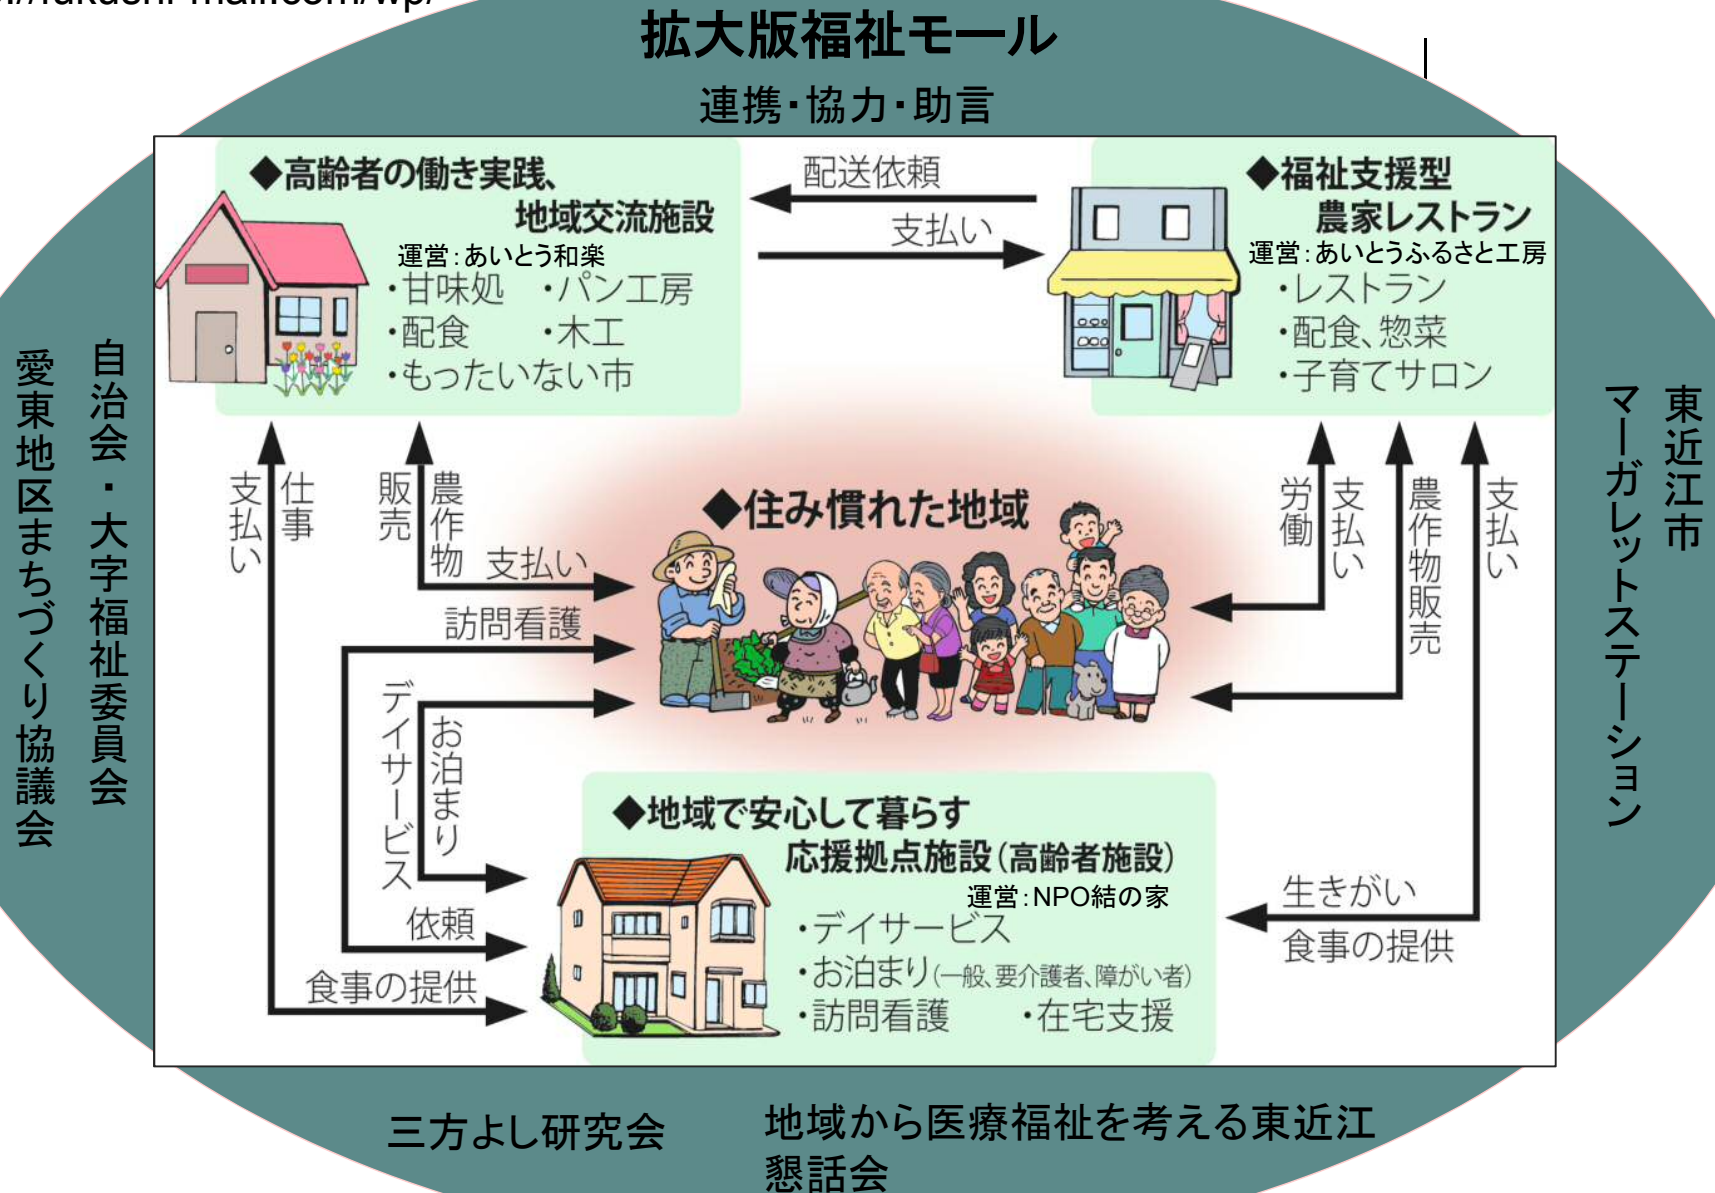 ://fukushi-mall.com/wp/
拡大版福祉モール
連携・協力・助言
◆高齢者の働き実践、
地域交流施設
運営：あいとう和楽
・甘味処 ・パン工房
・配食 ・木工
・もったいない市
配送依頼
支払い
◆福祉支援型
農家レストラン
運営：あいとうふるさと工房
・レストラン
・配食、惣菜
・子育てサロン
愛東地区まちづくり協議会
自治会・大字福祉委員会
東近江市
マーガレットステーション
支払い
仕事
販売
農作物
支払い
訪問看護
◆住み慣れた地域
労働
支払い
農作物販売
支払い
デイサービス
お泊まり
依頼
食事の提供
◆地域で安心して暮らす
応援拠点施設（高齢者施設）
運営：NPO結の家
・デイサービス
・お泊まり（一般、要介護者、障がい者）
・訪問看護 ・在宅支援
生きがい
食事の提供
三方よし研究会
地域から医療福祉を考える東近江
懇話会